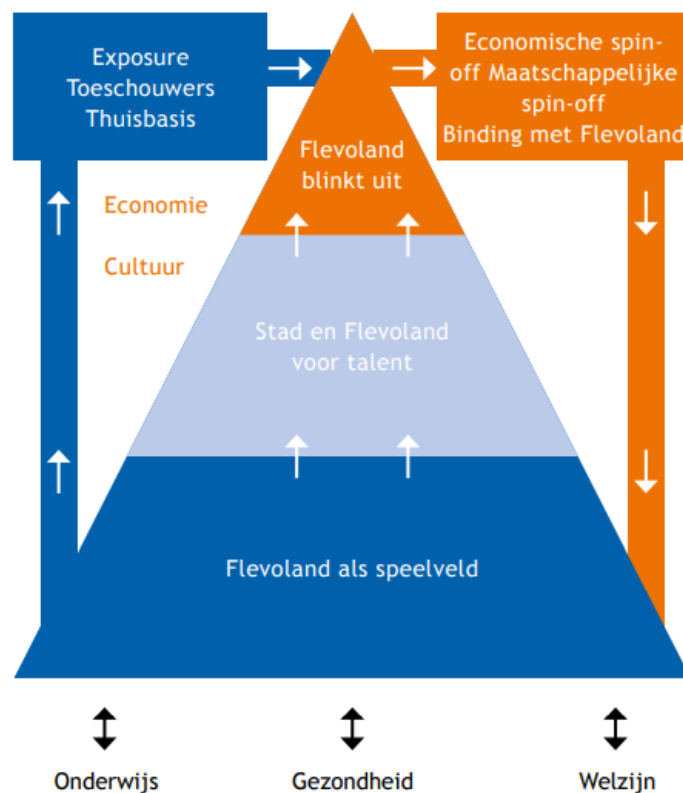 Exposure
Toeschouwers
Thuisbasis
Economische spin-
off Maatschappelijke
spin-off
Binding met Flevoland
Flevoland
blinkt uit
Economie
Cultuur
Stad en Flevoland
voor talent
Flevoland als speelveld
Onderwijs
Gezondheid
Welzijn